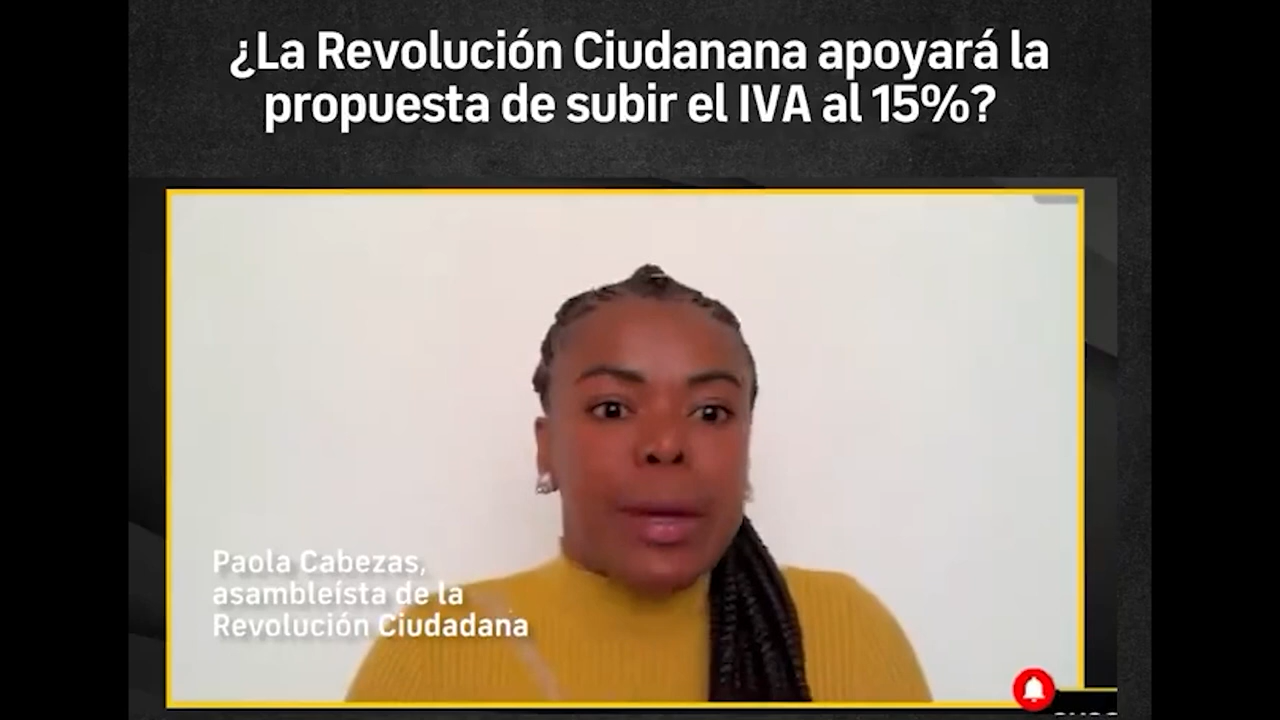 ¿La Revolución Ciudanana apoyará la
propuesta de subir el IVA al 15%?
Paola Cabezas,
asambleísta de la
Revolución Ciudadana